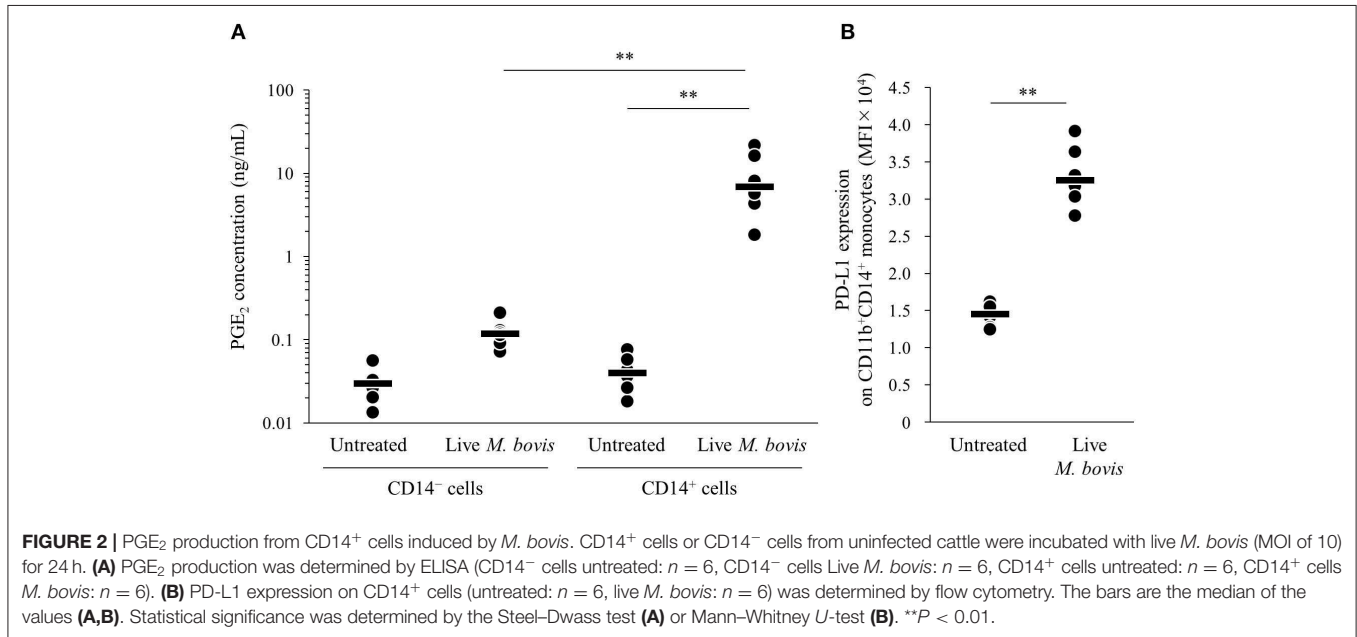 A
**
**
100
10
1
0.1
0.01
PGE₂ concentration (ng/mL)
Untreated
Live M. bovis
Untreated
Live M. bovis
CD14⁻ cells
CD14⁺ cells
B
**
4.5
4.0
3.5
3.0
2.5
2.0
1.5
1.0
0.5
0
PD-L1 expression
on CD11b⁺CD14⁺ monocytes (MFI × 10⁴)
Untreated
Live
M. bovis
FIGURE 2 | PGE₂ production from CD14⁺ cells induced by M. bovis. CD14⁺ cells or CD14⁻ cells from uninfected cattle were incubated with live M. bovis (MOI of 10)
for 24 h. (A) PGE₂ production was determined by ELISA (CD14⁻ cells untreated: n = 6, CD14⁻ cells Live M. bovis: n = 6, CD14⁺ cells untreated: n = 6, CD14⁺ cells
M. bovis: n = 6). (B) PD-L1 expression on CD14⁺ cells (untreated: n = 6, live M. bovis: n = 6) was determined by flow cytometry. The bars are the median of the
values (A,B). Statistical significance was determined by the Steel–Dwass test (A) or Mann–Whitney U-test (B). **P < 0.01.